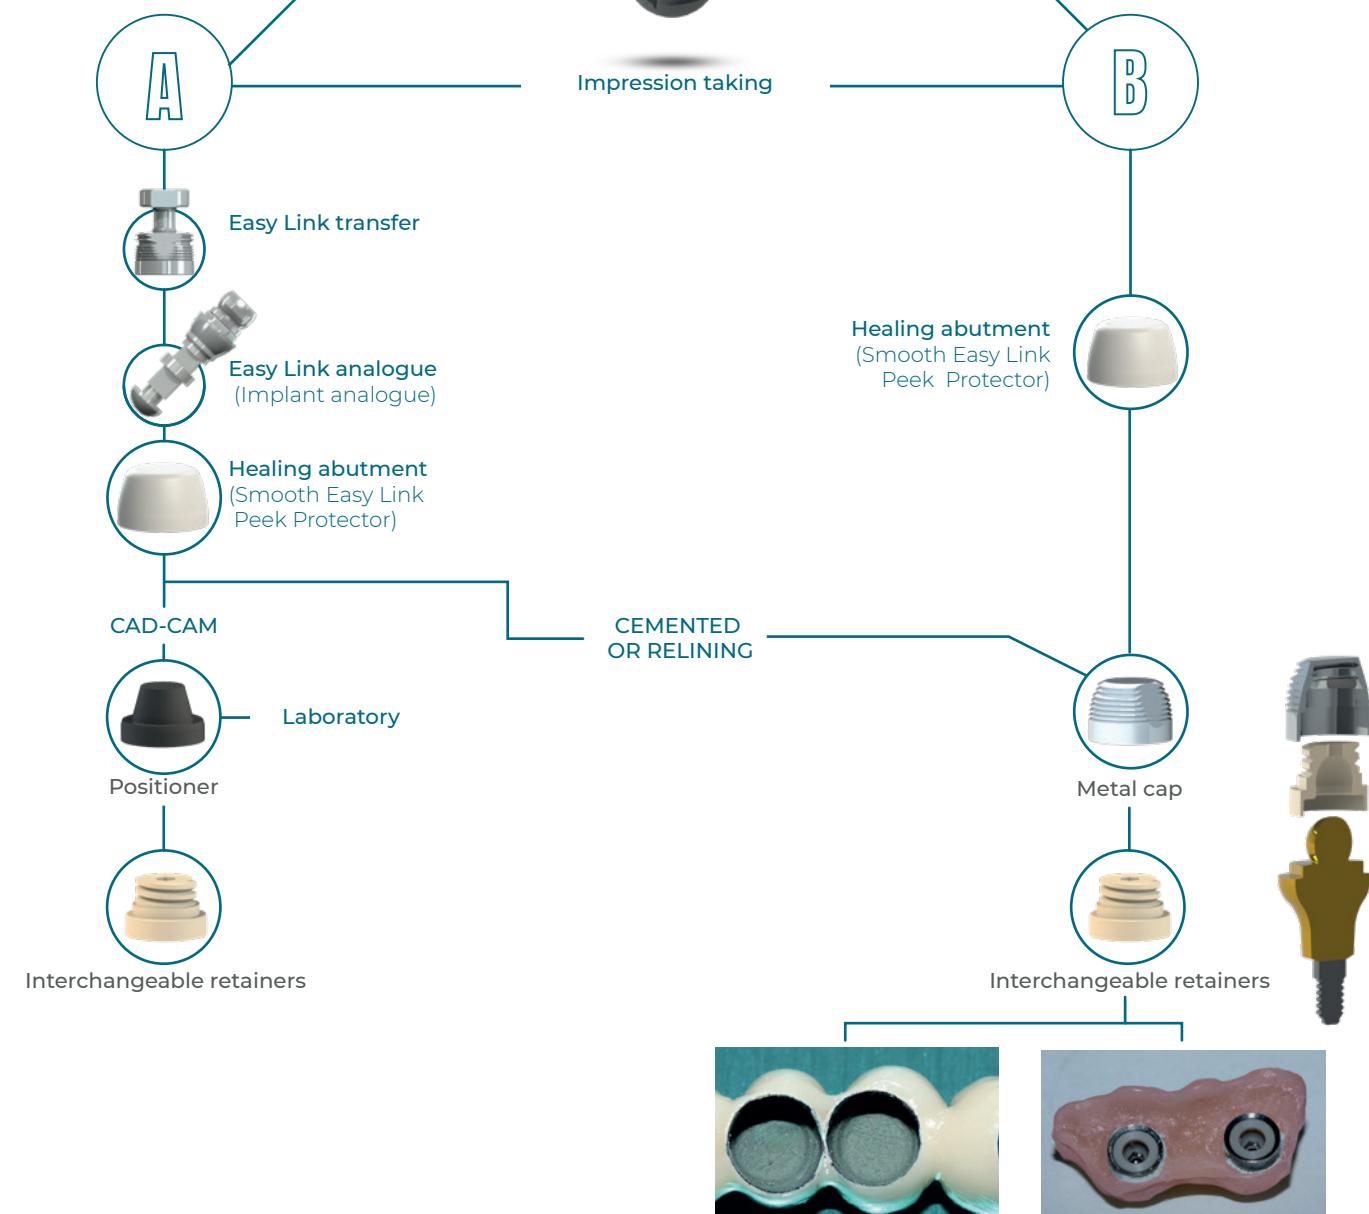 A
Impression taking
B
Easy Link transfer
Easy Link analogue
(Implant analogue)
Healing abutment
(Smooth Easy Link
Peek Protector)
Healing abutment
(Smooth Easy Link
Peek Protector)
CAD-CAM
CEMENTED
OR RELINING
Laboratory
Positioner
Metal cap
Interchangeable retainers
Interchangeable retainers